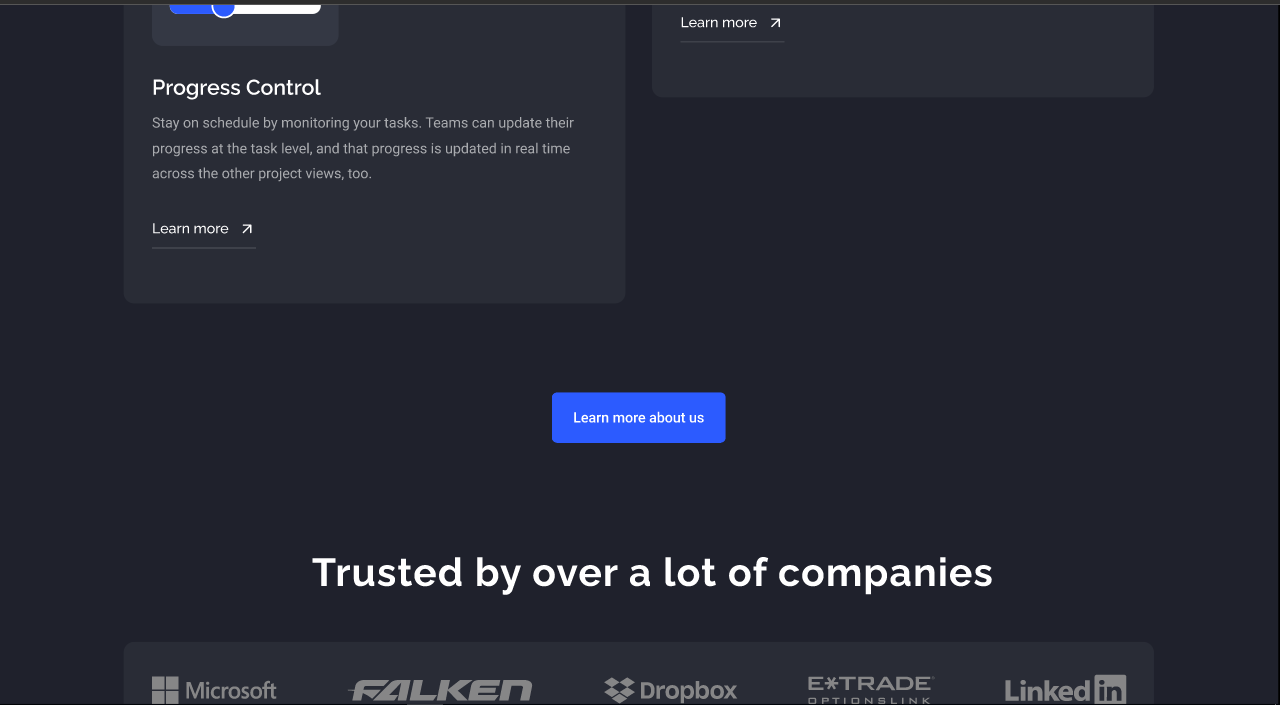 Learn more
Progress Control
Stay on schedule by monitoring your tasks. Teams can update their
progress at the task level, and that progress is updated in real time
across the other project views, too.
Learn more
Learn more about us
Trusted by over a lot of companies
Microsoft
FALKEN
Dropbox
E*TRADE
OPTIONSLINK
Linked in